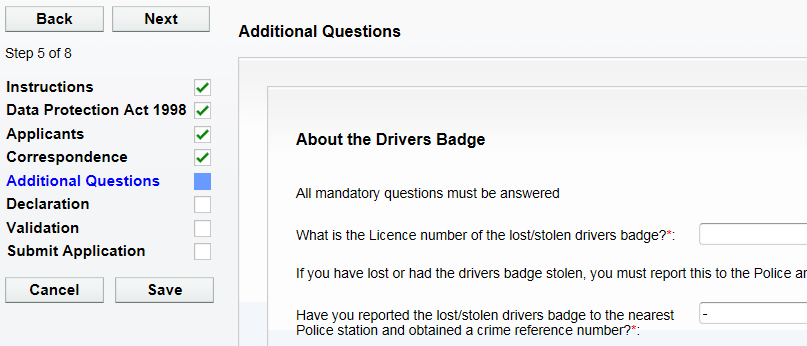 Back
Next
Step 5 of 8
Instructions
Data Protection Act 1998
Applicants
Correspondence
Additional Questions
Declaration
Validation
Submit Application
Cancel
Save
Additional Questions
About the Drivers Badge
All mandatory questions must be answered
What is the Licence number of the lost/stolen drivers badge?*:
If you have lost or had the drivers badge stolen, you must report this to the Police
Have you reported the lost/stolen drivers badge to the nearest
Police station and obtained a crime reference number?*:
-